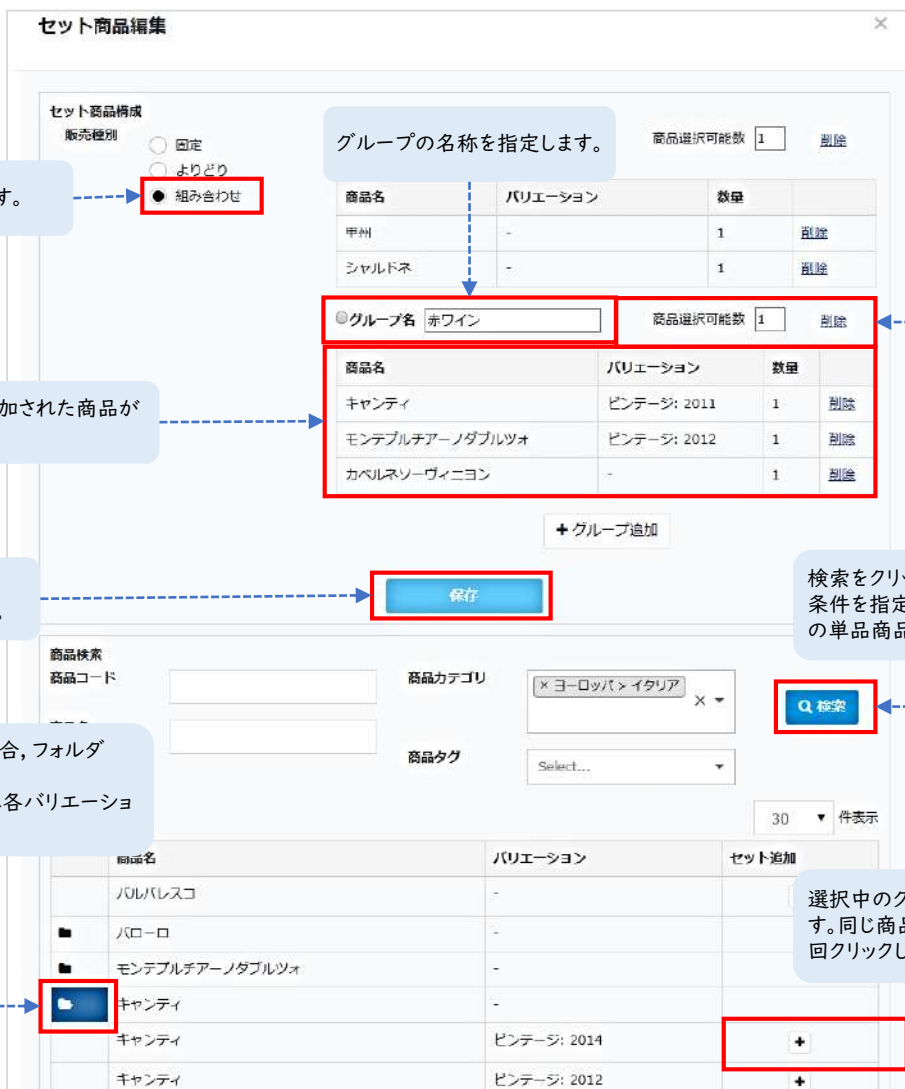 セット商品編集
×
セット商品構成
販売種別
固定
よりどり
組み合わせ
す。
グループの名称を指定します。
商品選択可能数 1 削除
商品名 バリエーション 数量
甲州 - 1 削除
シャルドネ - 1 削除
グループ名 赤ワイン 商品選択可能数 1 削除
商品名 バリエーション 数量
キャンティ ビンテージ: 2011 1 削除
モンテプルチアーノダブルツォ ビンテージ: 2012 1 削除
カベルネソーヴィニヨン - 1 削除
加された商品が
+ グループ追加
保存
。
検索をクリ
条件を指定
の単品商品
商品検索
商品コード
商品カテゴリ
× ヨーロッパ > イタリア
×
検索
商品タグ
Select...
合,フォルダ
各バリエーショ
30 ▼ 件表示
商品名 バリエーション セット追加
バルバレスコ -
バローロ -
モンテプルチアーノダブルツォ -
キャンティ -
キャンティ ビンテージ: 2014 +
キャンティ ビンテージ: 2012 +
選択中のグ
す。同じ商品
回クリックし